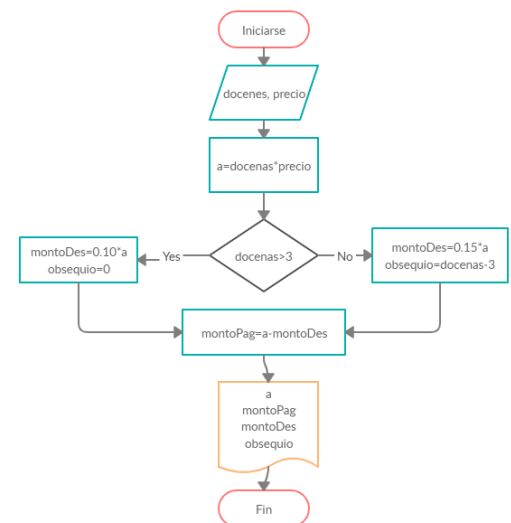 Iniciarse
docenes, precio
a=docenas*precio
docenas>3
Yes
No
montoDes=0.10*a
obsequio=0
montoDes=0.15*a
obsequio=docenas-3
montoPag=a-montoDes
a
montoPag
montoDes
obsequio
Fin